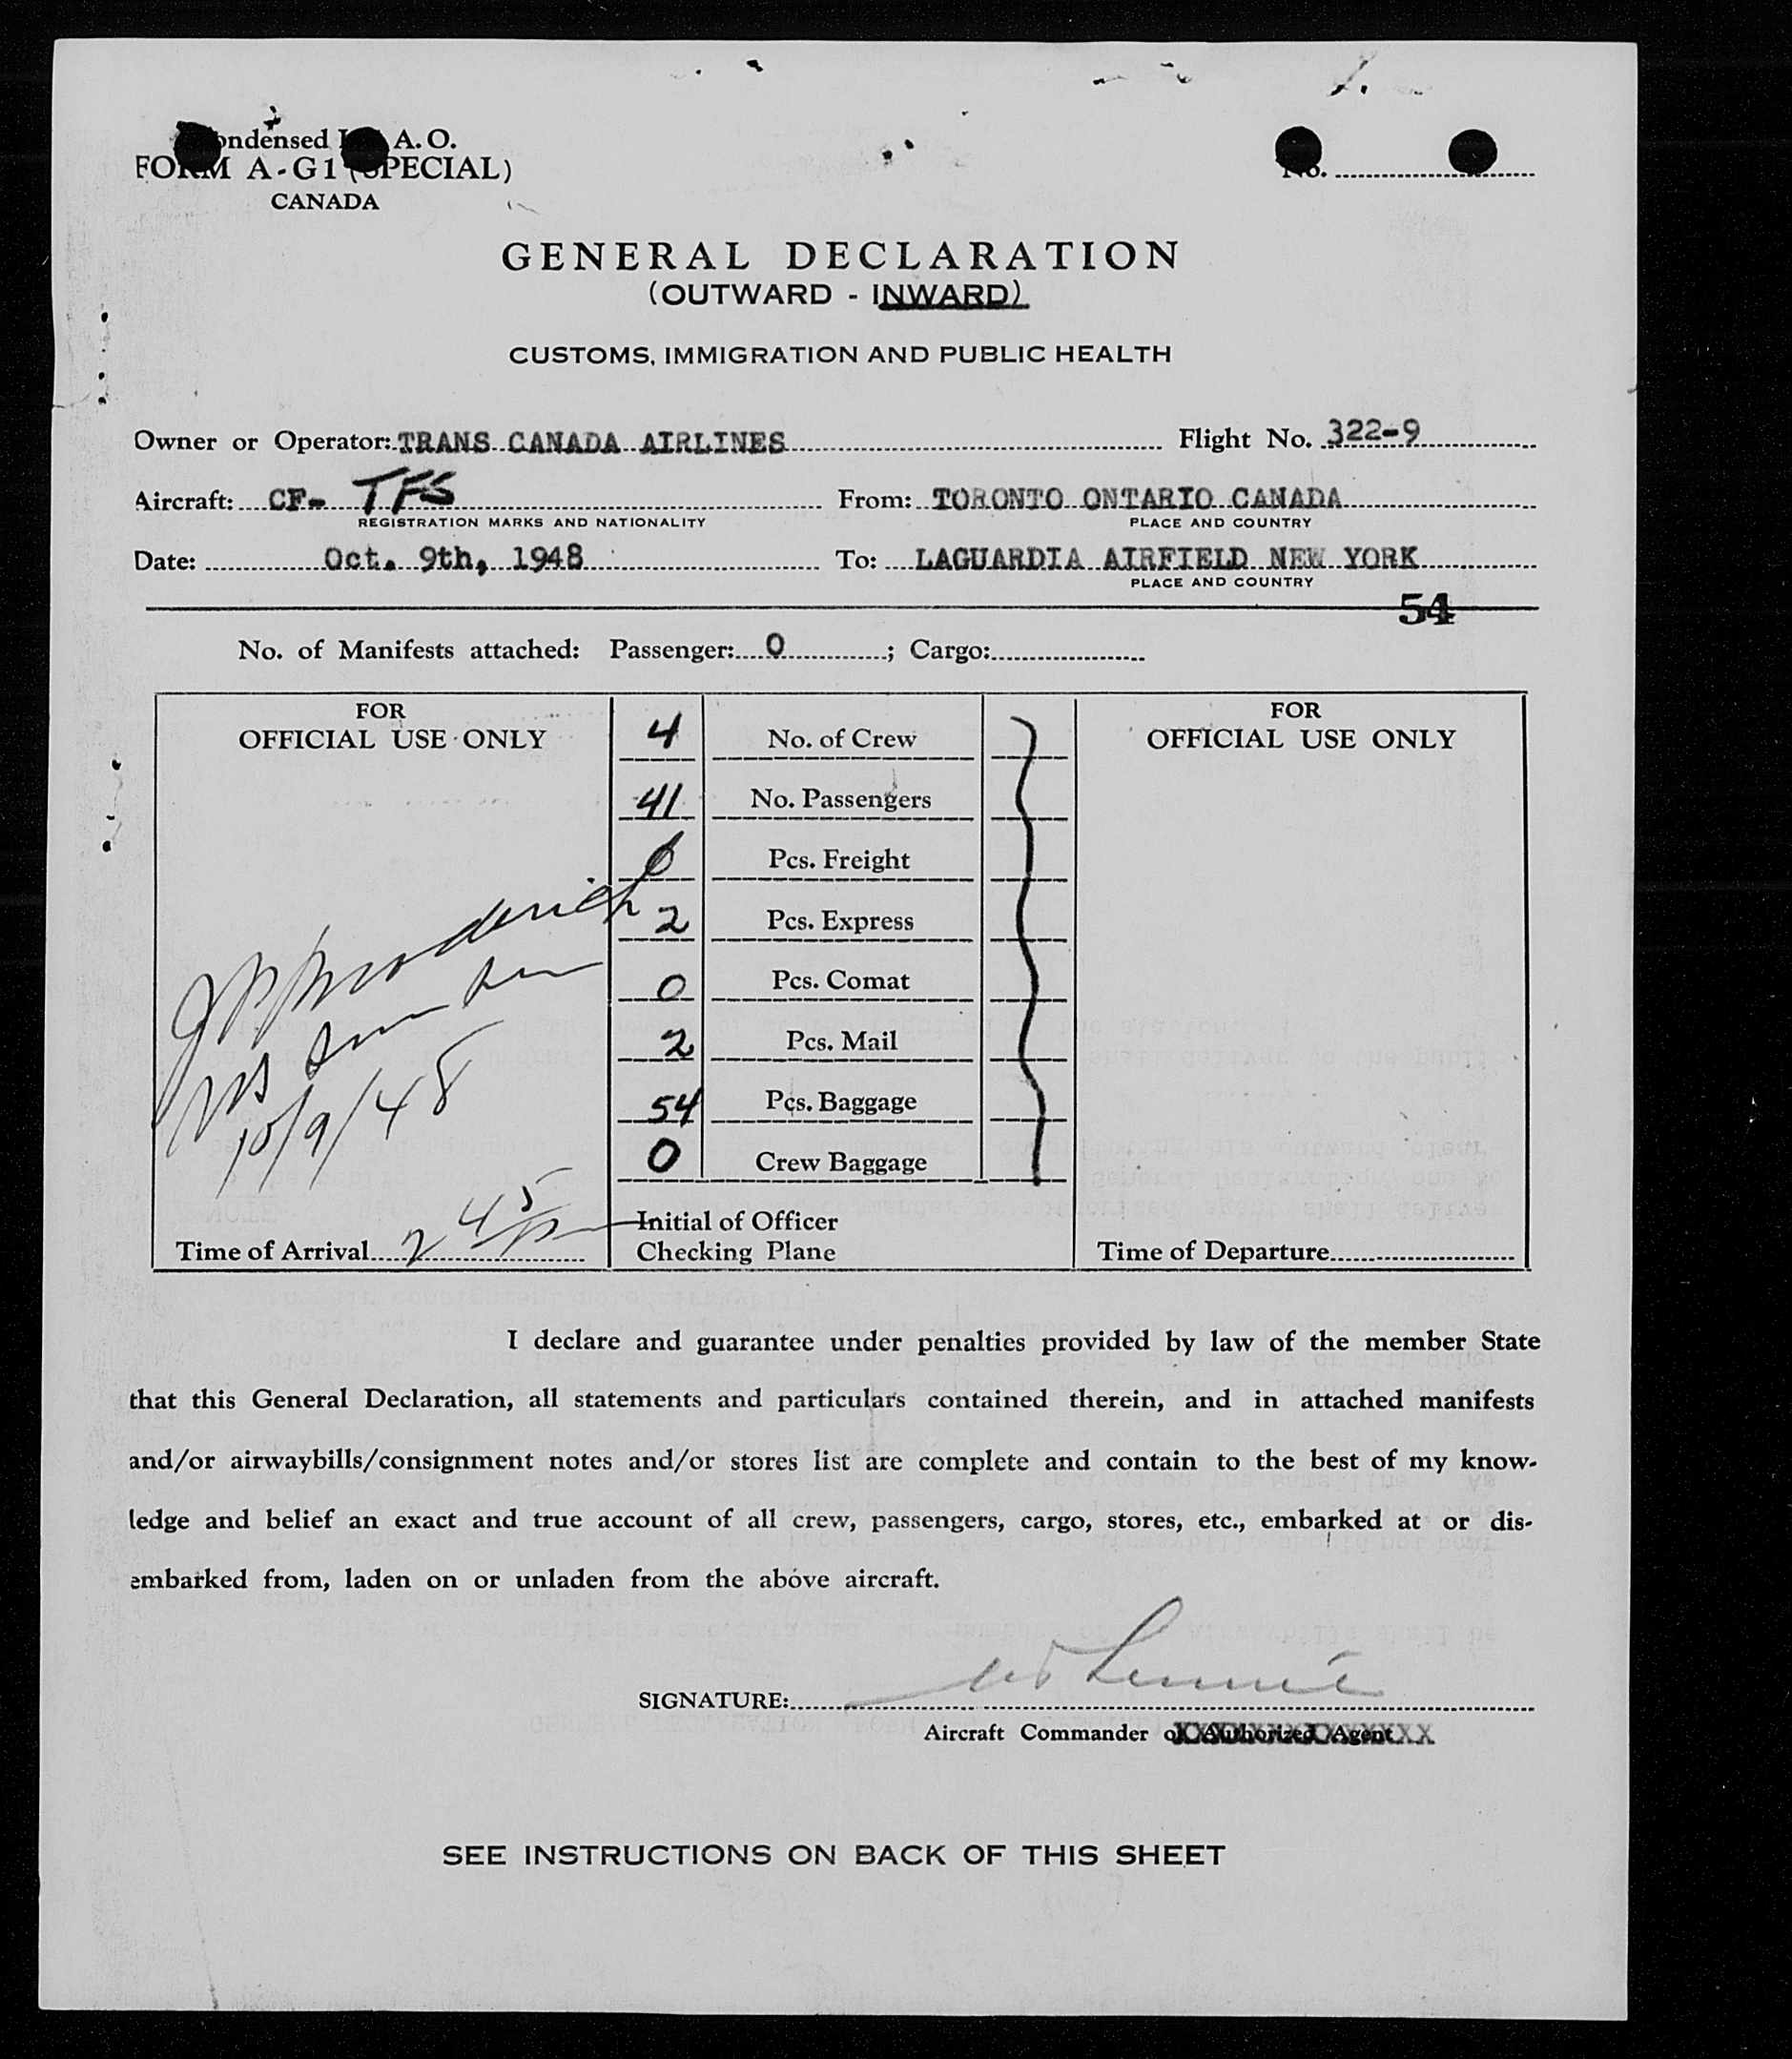 Condensed I. A. O.
FORM A-G1 (SPECIAL)
No.
CANADA
GENERAL DECLARATION
(OUTWARD - INWARD)
CUSTOMS, IMMIGRATION AND PUBLIC HEALTH
Owner or Operator: TRANS CANADA AIRLINES Flight No. 322-9
Aircraft: CF- TFS From: TORONTO ONTARIO CANADA
REGISTRATION MARKS AND NATIONALITY PLACE AND COUNTRY
Date: Oct. 9th, 1948 To: LAGUARDIA AIRFIELD NEW YORK
PLACE AND COUNTRY
54
No. of Manifests attached: Passenger: 0 ; Cargo:
FOR
OFFICIAL USE ONLY
4 No. of Crew
41 No. Passengers
0 Pcs. Freight
2 Pcs. Express
0 Pcs. Comat
2 Pcs. Mail
54 Pcs. Baggage
0 Crew Baggage
FOR
OFFICIAL USE ONLY
10/9/48
Time of Arrival 2 45
Initial of Officer
Checking Plane
Time of Departure
I declare and guarantee under penalties provided by law of the member State
that this General Declaration, all statements and particulars contained therein, and in attached manifests
and/or airwaybills/consignment notes and/or stores list are complete and contain to the best of my know-
ledge and belief an exact and true account of all crew, passengers, cargo, stores, etc., embarked at or dis-
embarked from, laden on or unladen from the above aircraft.
SIGNATURE:
Aircraft Commander or Authorized Agent
SEE INSTRUCTIONS ON BACK OF THIS SHEET